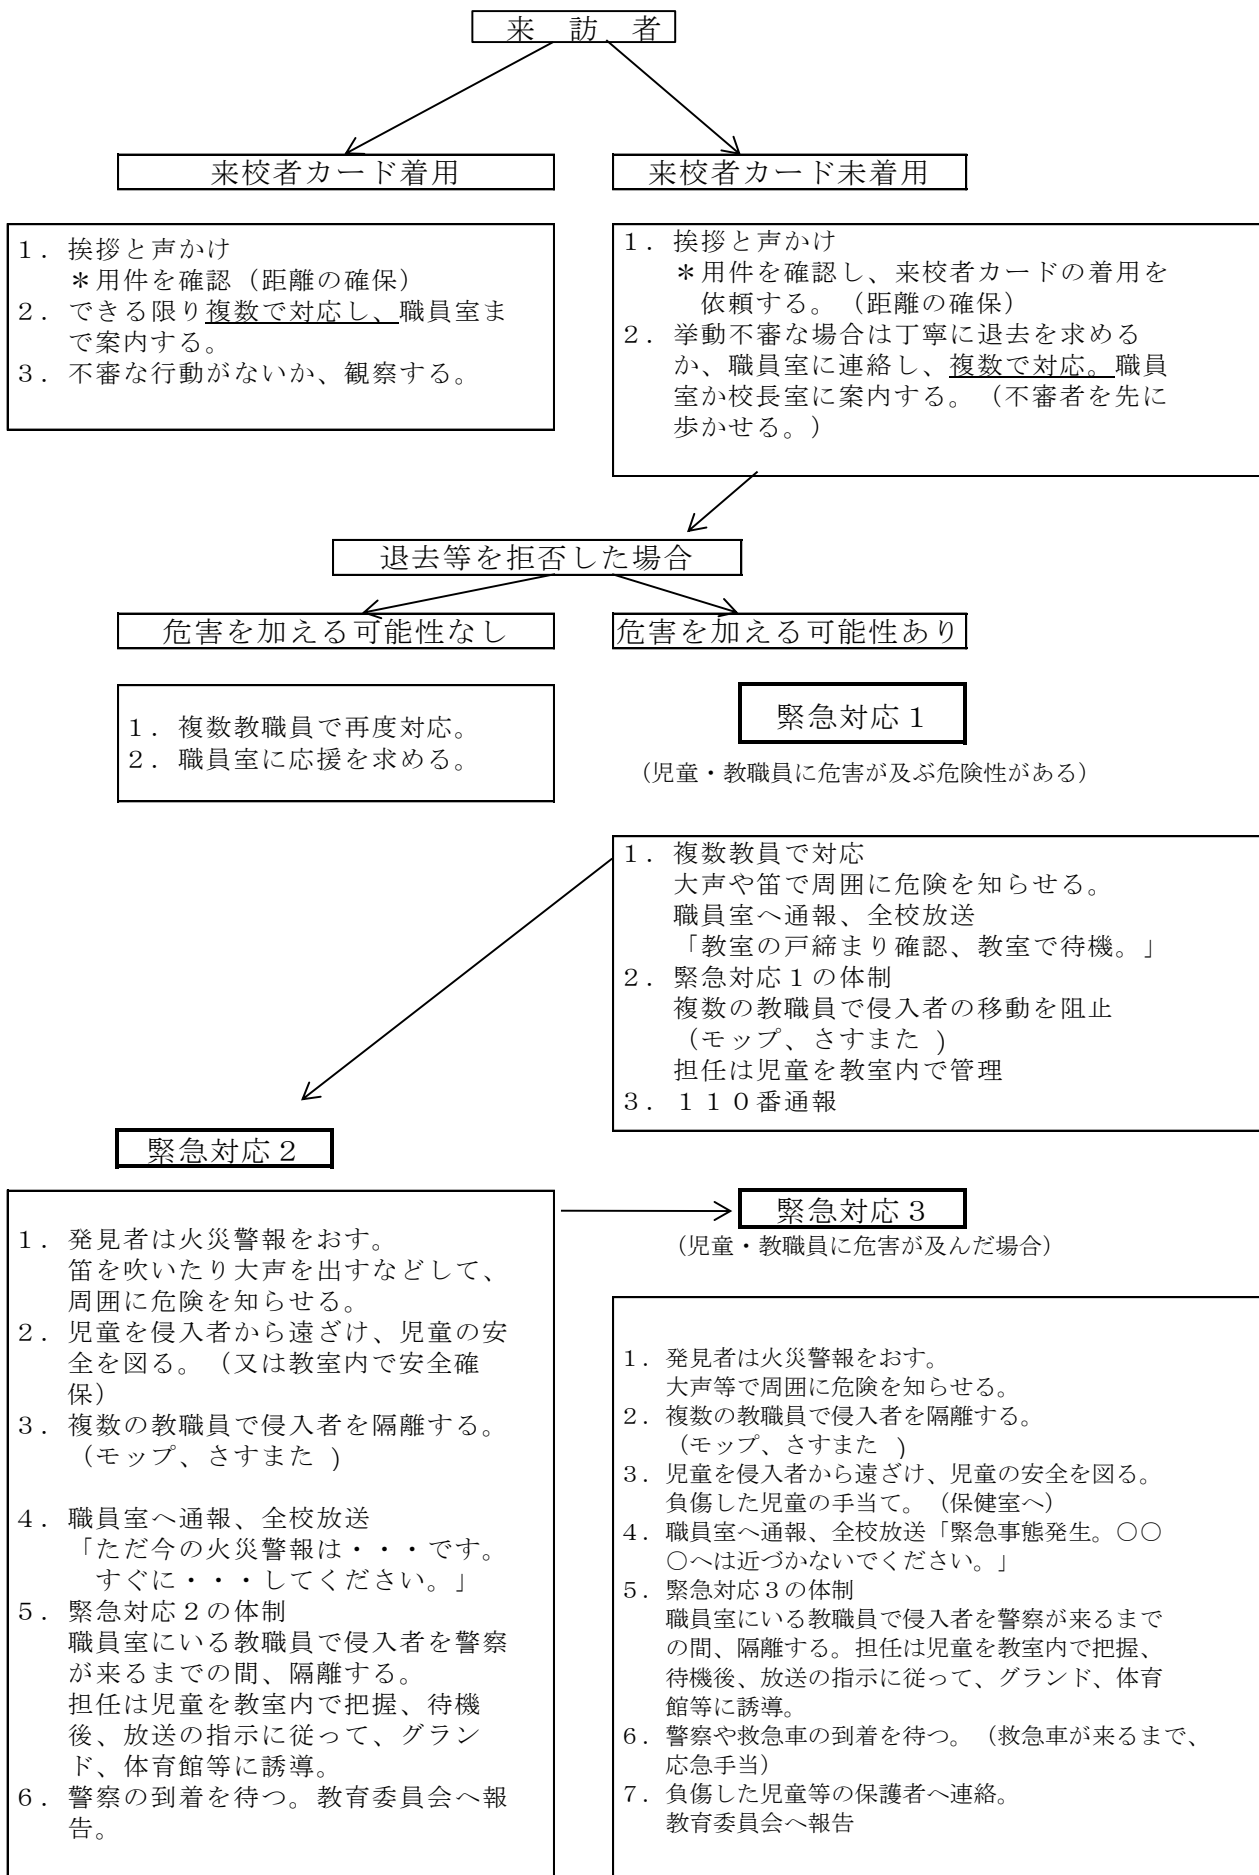 来　訪　者
来校者カード着用
来校者カード未着用
１．挨拶と声かけ
＊用件を確認（距離の確保）
２．できる限り複数で対応し、職員室ま
で案内する。
３．不審な行動がないか、観察する。
１．挨拶と声かけ
＊用件を確認し、来校者カードの着用を
依頼する。（距離の確保）
２．挙動不審な場合は丁寧に退去を求める
か、職員室に連絡し、複数で対応。職員
室か校長室に案内する。（不審者を先に
歩かせる。）
退去等を拒否した場合
危害を加える可能性なし
危害を加える可能性あり
１．複数教職員で再度対応。
２．職員室に応援を求める。
緊急対応１
（児童・教職員に危害が及ぶ危険性がある）
１．複数教員で対応
大声や笛で周囲に危険を知らせる。
職員室へ通報、全校放送
「教室の戸締まり確認、教室で待機。」
２．緊急対応１の体制
複数の教職員で侵入者の移動を阻止
（モップ、さすまた ）
担任は児童を教室内で管理
３．１１０番通報
緊急対応２
１．発見者は火災警報をおす。
笛を吹いたり大声を出すなどして、
周囲に危険を知らせる。
２．児童を侵入者から遠ざけ、児童の安
全を図る。（又は教室内で安全確
保）
３．複数の教職員で侵入者を隔離する。
（モップ、さすまた ）
４．職員室へ通報、全校放送
「ただ今の火災警報は・・・です。
すぐに・・・してください。」
５．緊急対応２の体制
職員室にいる教職員で侵入者を警察
が来るまでの間、隔離する。
担任は児童を教室内で把握、待機
後、放送の指示に従って、グラン
ド、体育館等に誘導。
６．警察の到着を待つ。教育委員会へ報
告。
緊急対応３
（児童・教職員に危害が及んだ場合）
１．発見者は火災警報をおす。
大声等で周囲に危険を知らせる。
２．複数の教職員で侵入者を隔離する。
（モップ、さすまた ）
３．児童を侵入者から遠ざけ、児童の安全を図る。
負傷した児童の手当て。（保健室へ）
４．職員室へ通報、全校放送「緊急事態発生。○○
○へは近づかないでください。」
５．緊急対応３の体制
職員室にいる教職員で侵入者を警察が来るまで
の間、隔離する。担任は児童を教室内で把握、
待機後、放送の指示に従って、グランド、体育
館等に誘導。
６．警察や救急車の到着を待つ。（救急車が来るまで、
応急手当）
７．負傷した児童等の保護者へ連絡。
教育委員会へ報告